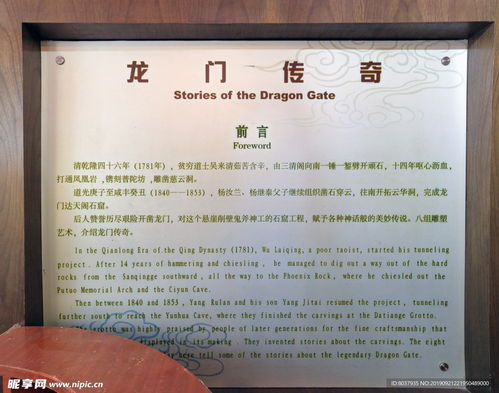 龙门传奇
Stories of the Dragon Gate
前言
Foreword
清乾隆四十六年（1781年），贫穷道士吴来清茹苦含辛，由三清阁向南一锤一錾劈开顽石，十四年呕心沥血，
打通凤凰岩，镌刻普陀坊，雕凿慈云洞。
道光庚子至咸丰癸丑（1840——1853），杨汝兰、杨继泰父子继续组织凿石穿云，往南开拓云华洞，完成龙
门达天阁石窟。
后人赞誉历尽艰险开凿龙门，对这个悬崖削壁鬼斧神工的石窟工程，赋予各种神话般的美妙传说。八组雕塑
艺术，介绍龙门传奇。
In the Qianlong Era of the Qing Dynasty (1781), Wu Laiqing, a poor taoist, started his tunneling
project. After 14 years of hammering and chiesling, he managed to dig out a way out of the hard
rocks from the Sanqingge southward, all the way to the Phoenix Rock, where he chiesled out the
Putuo Memorial Arch and the Ciyun Cave.
Then between 1840 and 1853, Yang Rulan and his son Yang Jitai resumed the project, tunneling
further south to reach the Yunhua Cave, where they finished the carvings at the Datiange Grotto.
Grotto was highly praised by people of later generations for the fine craftsmanship that
displayed in its making. They invented stories about the carvings. The eight
here tell some of the stories about the legendary Dragon Gate.
昵享网 www.nipic.cn
ID:8037935 NO:20190921221950489000